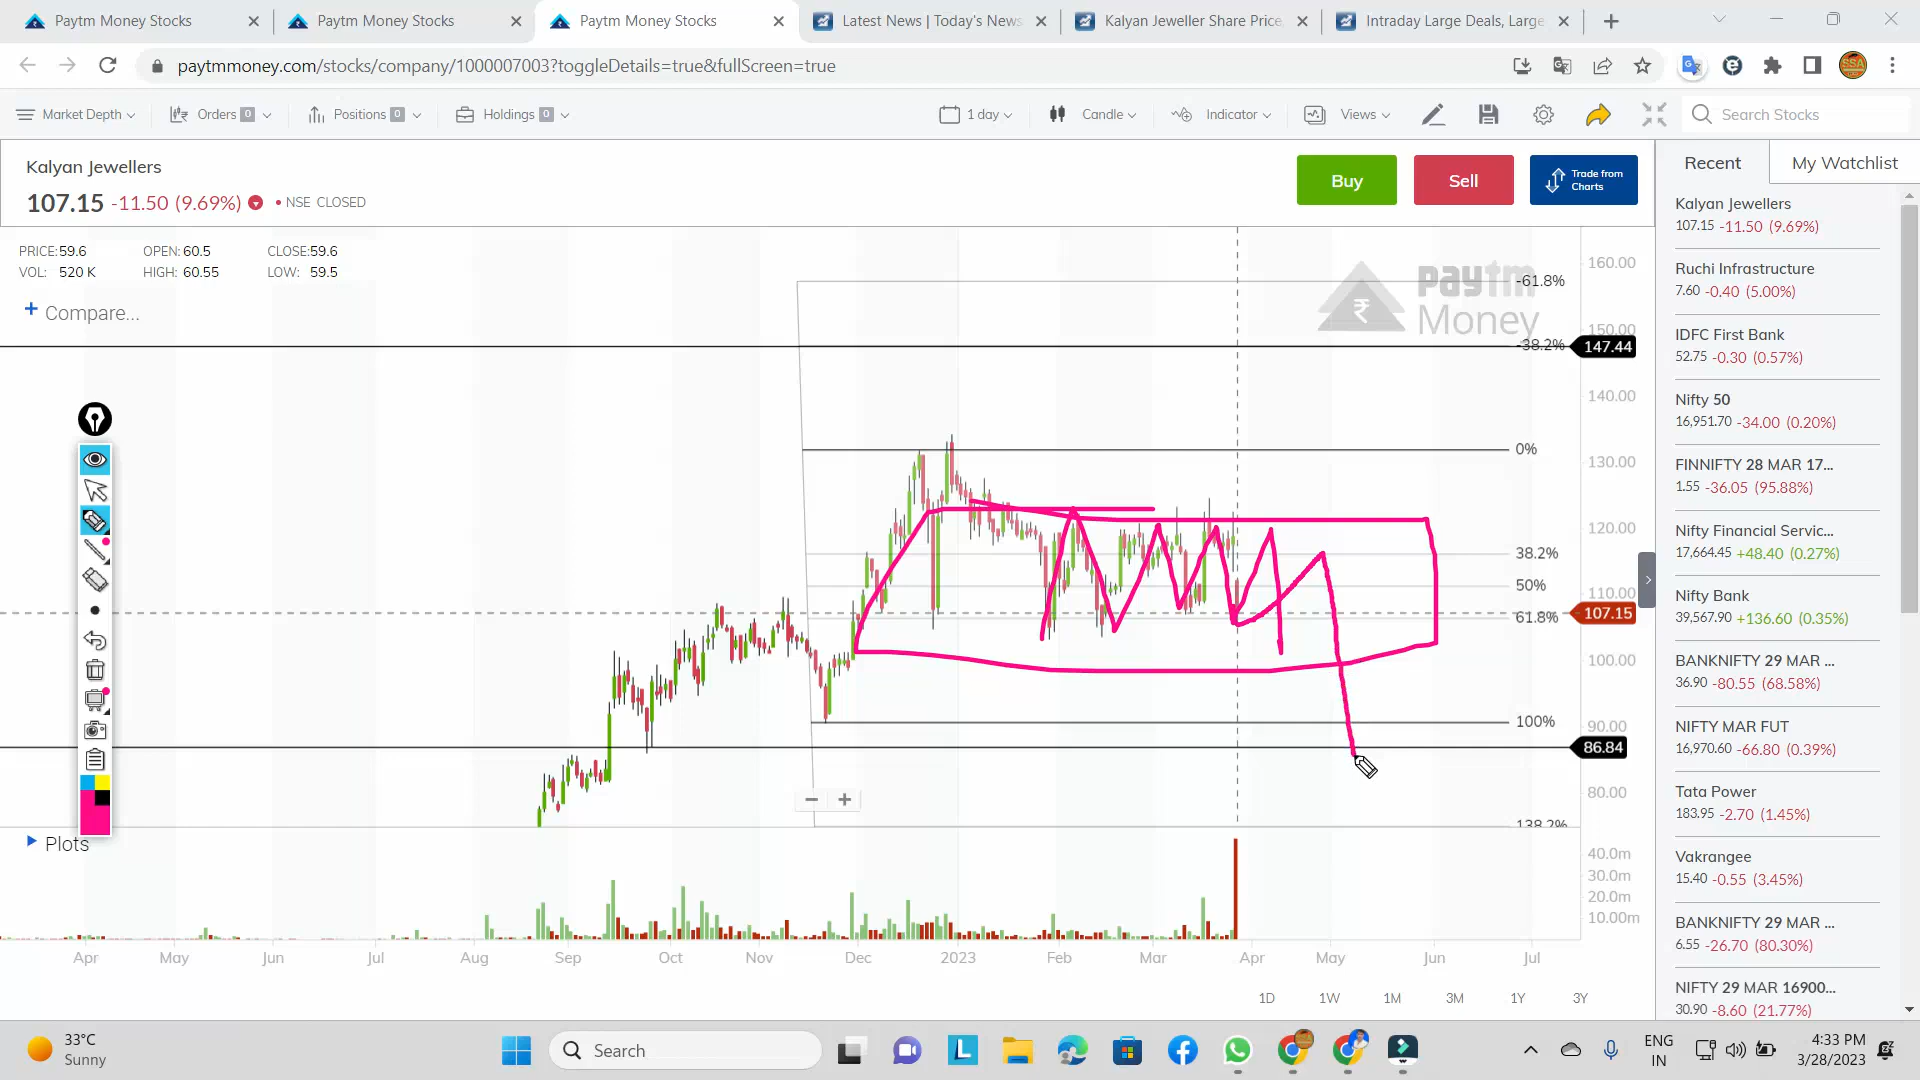 Paytm Money Stocks
Paytm Money Stocks
Paytm Money Stocks
Latest News | Today's News
Kalyan Jeweller Share Price,
Intraday Large Deals, Large
paytmmoney.com/stocks/company/1000007003?toggleDetails=true&fullScreen=true
Market Depth
Orders 0
Positions 0
Holdings 0
1 day
Candle
Indicator
Views
Search Stocks
Kalyan Jewellers
107.15 -11.50 (9.69%) • NSE CLOSED
Buy
Sell
Trade from
Charts
Recent
My Watchlist
PRICE:59.6 OPEN: 60.5 CLOSE:59.6
VOL: 520 K HIGH: 60.55 LOW: 59.5
+ Compare...
paytm
Money
-61.8%
-38.2%
0%
38.2%
50%
61.8%
100%
138.2%
160.00
150.00
147.44
140.00
130.00
120.00
110.00
107.15
100.00
90.00
86.84
80.00
Plots
40.0m
30.0m
20.0m
10.00m
Apr May Jun Jul Aug Sep Oct Nov Dec 2023 Feb Mar Apr May Jun Jul
1D 1W 1M 3M 1Y 3Y
Kalyan Jewellers
107.15 -11.50 (9.69%)
Ruchi Infrastructure
7.60 -0.40 (5.00%)
IDFC First Bank
52.75 -0.30 (0.57%)
Nifty 50
16,951.70 -34.00 (0.20%)
FINNIFTY 28 MAR 17...
1.55 -36.05 (95.88%)
Nifty Financial Servic...
17,664.45 +48.40 (0.27%)
Nifty Bank
39,567.90 +136.60 (0.35%)
BANKNIFTY 29 MAR ...
36.90 -80.55 (68.58%)
NIFTY MAR FUT
16,970.60 -66.80 (0.39%)
Tata Power
183.95 -2.70 (1.45%)
Vakrangee
15.40 -0.55 (3.45%)
BANKNIFTY 29 MAR ...
6.55 -26.70 (80.30%)
NIFTY 29 MAR 16900...
30.90 -8.60 (21.77%)
33°C
Sunny
Search
ENG
IN
4:33 PM
3/28/2023